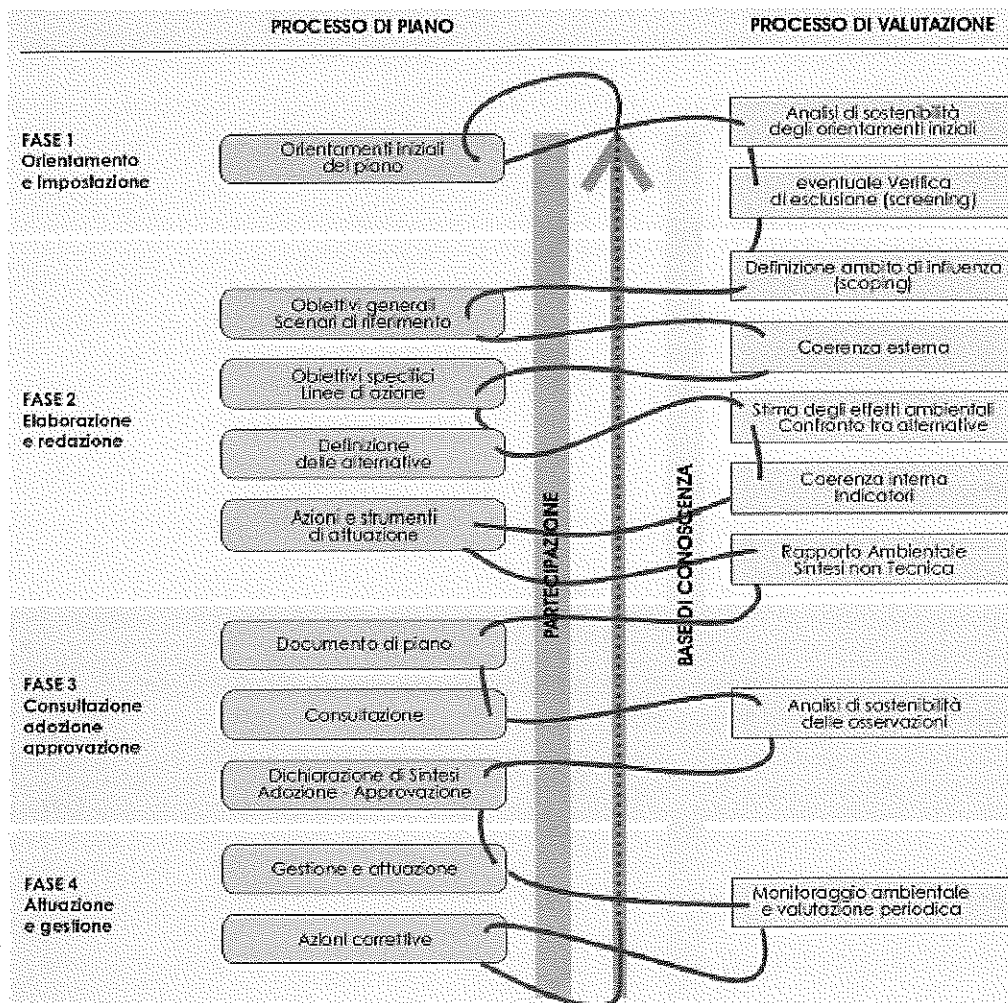 PROCESSO DI PIANO
PROCESSO DI VALUTAZIONE
FASE 1
Orientamento
e impostazione
Orientamenti iniziali
del piano
Analisi di sostenibilità
degli orientamenti iniziali
eventuale Verifica
di esclusione (screening)
FASE 2
Elaborazione
e redazione
Definizione ambito di influenza
(scoping)
Obiettivi generali
Scenari di riferimento
Coerenza esterna
Obiettivi specifici
Linee di azione
Definizione
delle alternative
Stima degli effetti ambientali
Confronto tra alternative
Coerenza interna
Indicatori
Azioni e strumenti
di attuazione
Rapporto Ambientale
Sintesi non Tecnica
PARTECIPAZIONE
BASE DI CONOSCENZA
FASE 3
Consultazione
adozione
approvazione
Documento di piano
Consultazione
Analisi di sostenibilità
delle osservazioni
Dichiarazione di Sintesi
Adozione - Approvazione
FASE 4
Attuazione
e gestione
Gestione e attuazione
Monitoraggio ambientale
e valutazione periodica
Azioni correttive